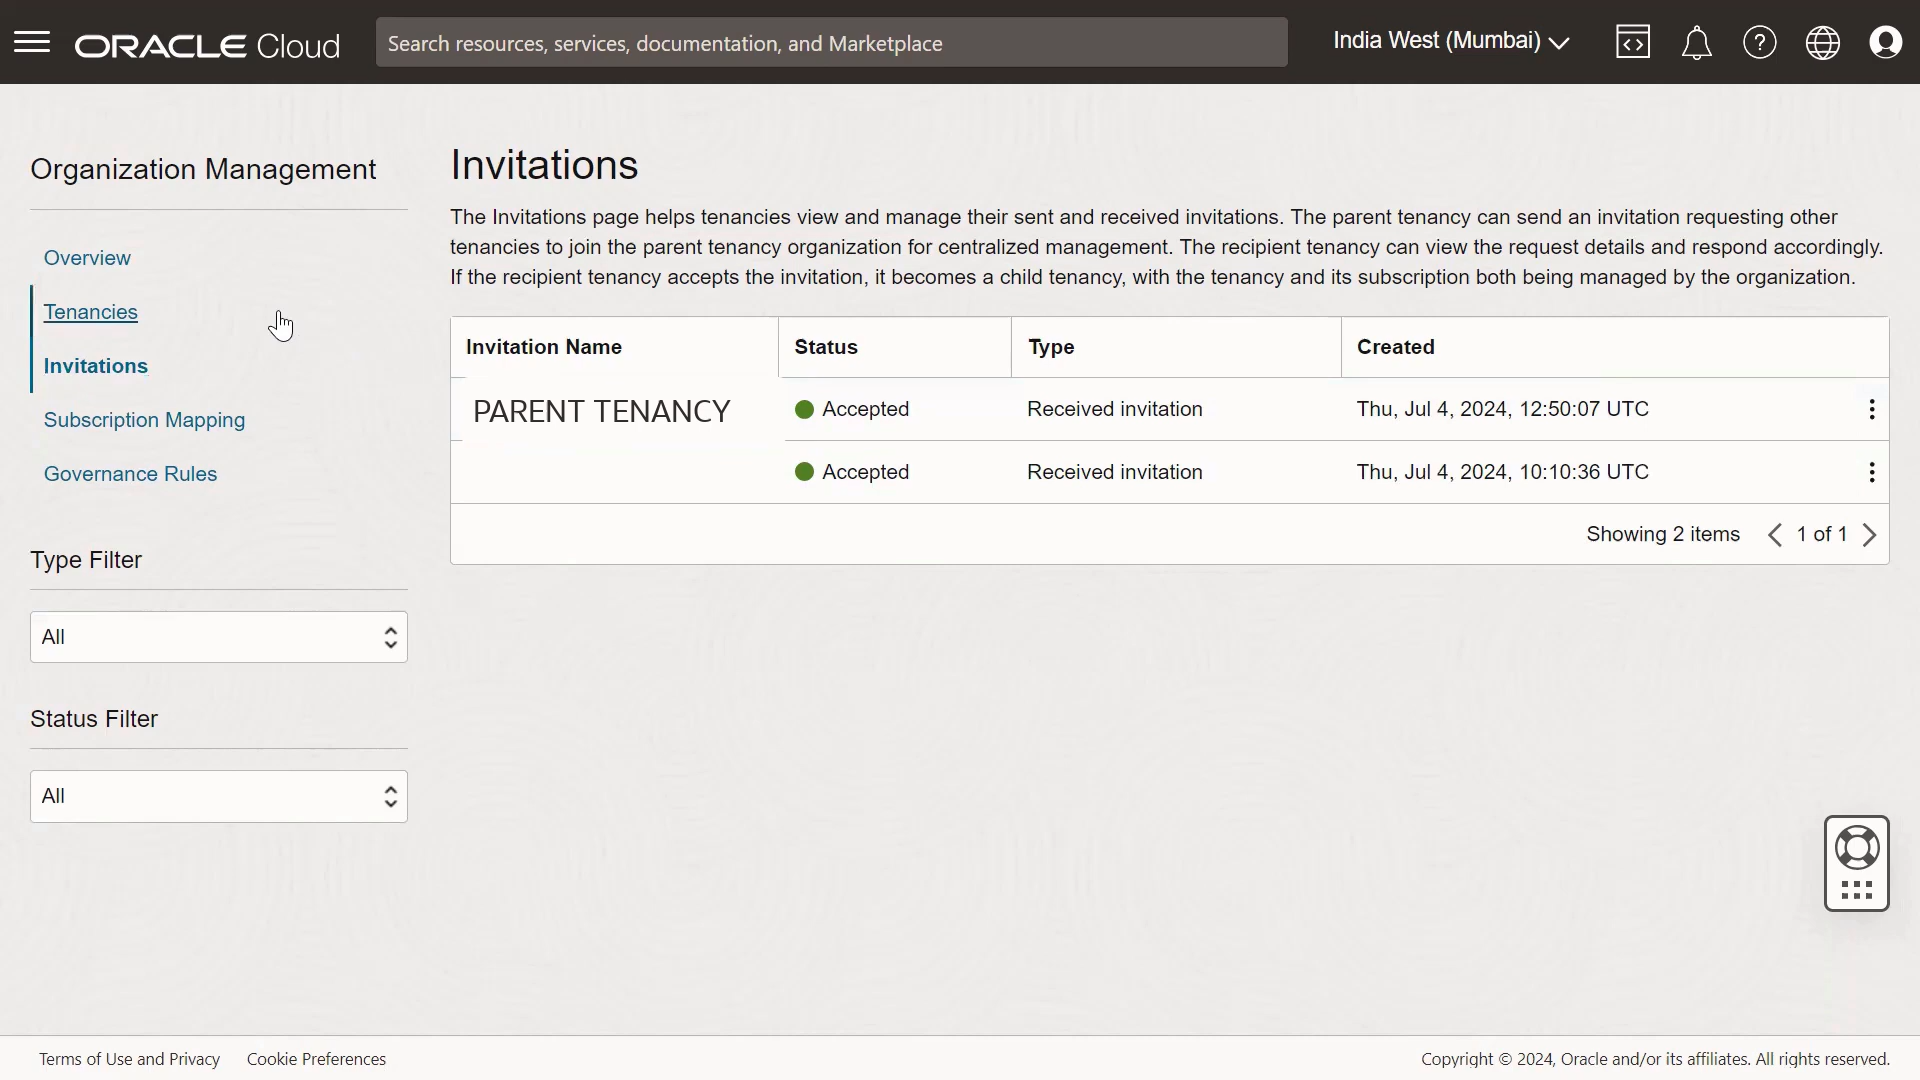 ORACLE Cloud
Search resources, services, documentation, and Marketplace
India West (Mumbai)
Organization Management
Overview
Tenancies
Invitations
Subscription Mapping
Governance Rules
Type Filter
All
Status Filter
All
Invitations
The Invitations page helps tenancies view and manage their sent and received invitations. The parent tenancy can send an invitation requesting other
tenancies to join the parent tenancy organization for centralized management. The recipient tenancy can view the request details and respond accordingly.
If the recipient tenancy accepts the invitation, it becomes a child tenancy, with the tenancy and its subscription both being managed by the organization.
Invitation Name Status Type Created
PARENT TENANCY Accepted Received invitation Thu, Jul 4, 2024, 12:50:07 UTC
Accepted Received invitation Thu, Jul 4, 2024, 10:10:36 UTC
Showing 2 items 1 of 1
Terms of Use and Privacy Cookie Preferences
Copyright © 2024, Oracle and/or its affiliates. All rights reserved.